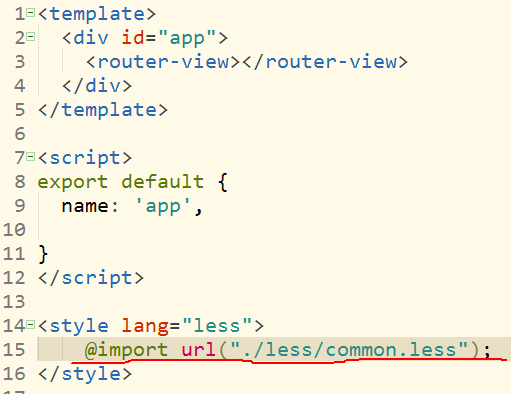 1 <template>
2   <div id="app">
3     <router-view></router-view>
4   </div>
5 </template>
6
7 <script>
8 export default {
9   name: 'app',
10
11 }
12 </script>
13
14 <style lang="less">
15     @import url("./less/common.less");
16 </style>